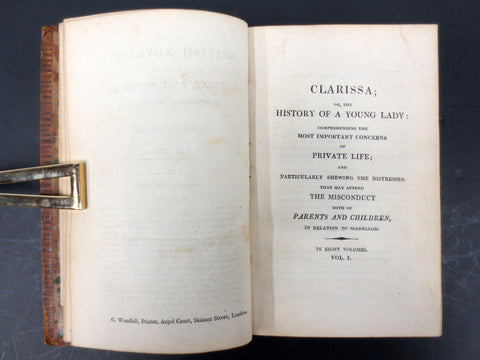 G. Woodfall, Printer, Angel Court, Skinner Street, London.
CLARISSA;
OR, THE
HISTORY OF A YOUNG LADY:
COMPREHENDING THE
MOST IMPORTANT CONCERNS
OF
PRIVATE LIFE;
AND
PARTICULARLY SHEWING THE DISTRESSES
THAT MAY ATTEND
THE MISCONDUCT
BOTH OF
PARENTS AND CHILDREN,
IN RELATION TO MARRIAGE.
IN EIGHT VOLUMES.
VOL. I.